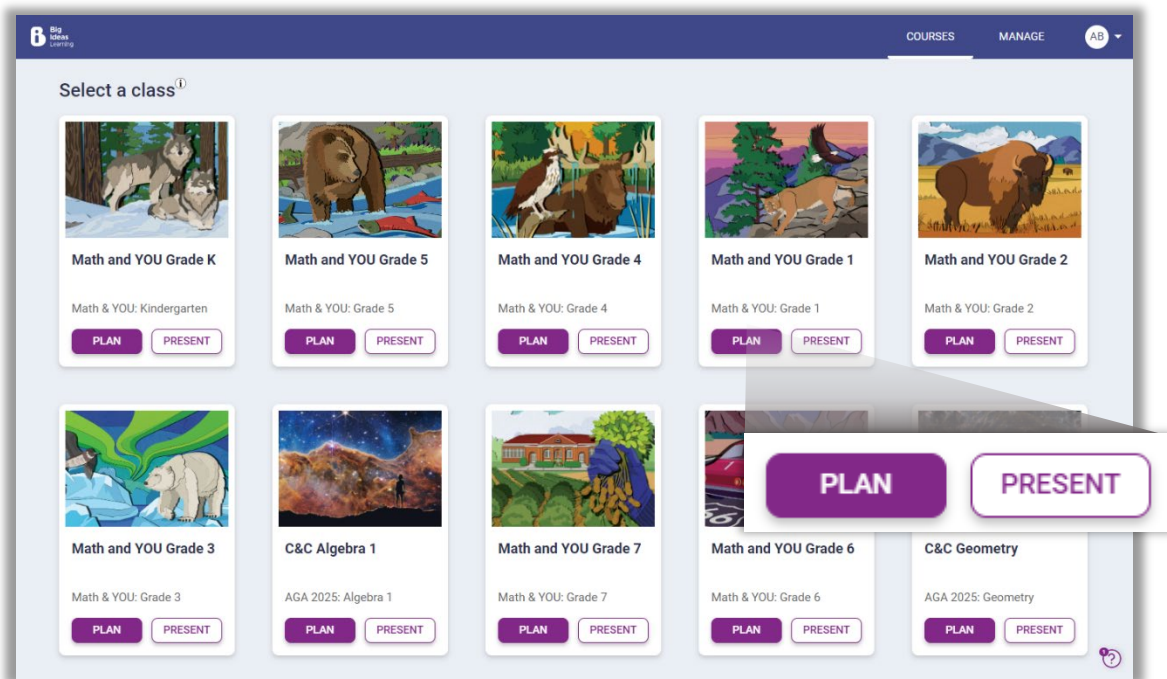 Big
Ideas
Learning
COURSES
MANAGE
AB
Select a class
Math and YOU Grade K
Math & YOU: Kindergarten
PLAN
PRESENT
Math and YOU Grade 5
Math & YOU: Grade 5
PLAN
PRESENT
Math and YOU Grade 4
Math & YOU: Grade 4
PLAN
PRESENT
Math and YOU Grade 1
Math & YOU: Grade 1
PLAN
PRESENT
Math and YOU Grade 2
Math & YOU: Grade 2
PLAN
PRESENT
PLAN
PRESENT
Math and YOU Grade 3
Math & YOU: Grade 3
PLAN
PRESENT
C&C Algebra 1
AGA 2025: Algebra 1
PLAN
PRESENT
Math and YOU Grade 7
Math & YOU: Grade 7
PLAN
PRESENT
66
Math and YOU Grade 6
Math & YOU: Grade 6
PLAN
PRESENT
C&C Geometry
AGA 2025: Geometry
PLAN
PRESENT